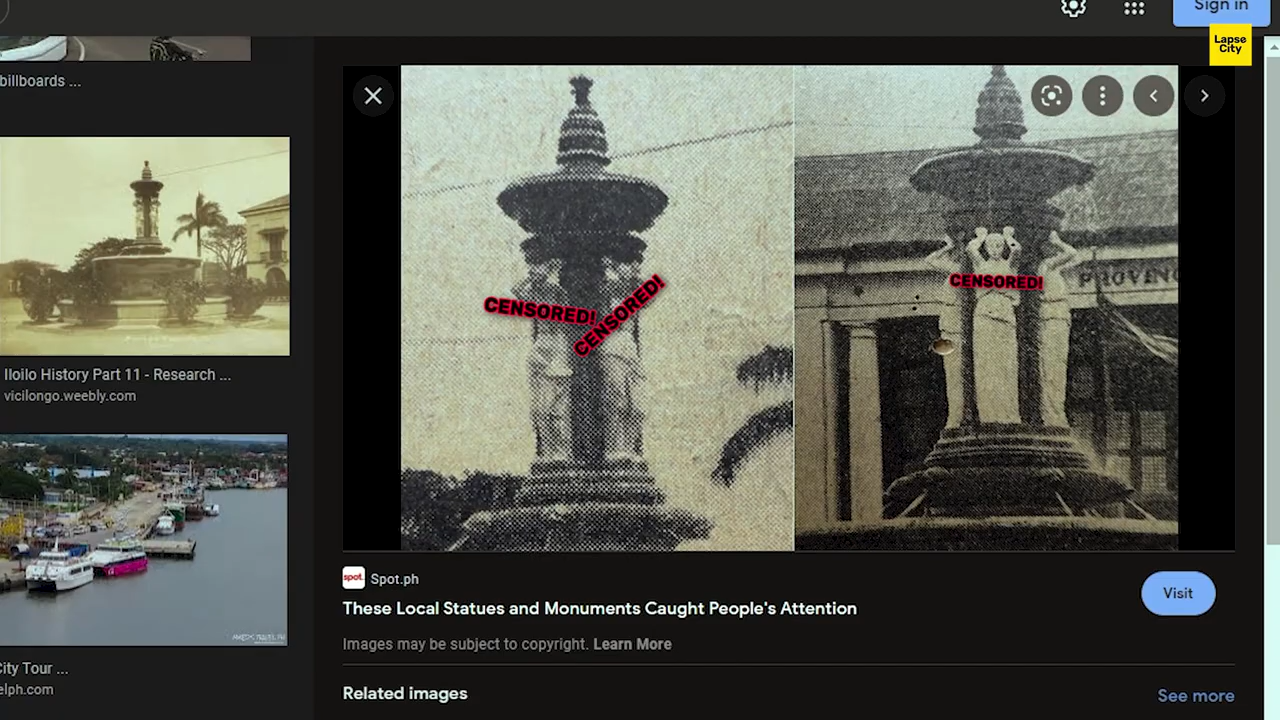 Sign in
Lapse
City
billboards ...
CENSORED!
CENSORED!
CENSORED!
PROVINC
Iloilo History Part 11 - Research ...
vicilongo.weebly.com
spot.
Spot.ph
These Local Statues and Monuments Caught People's Attention
Visit
Images may be subject to copyright. Learn More
City Tour ...
elph.com
Related images
See more